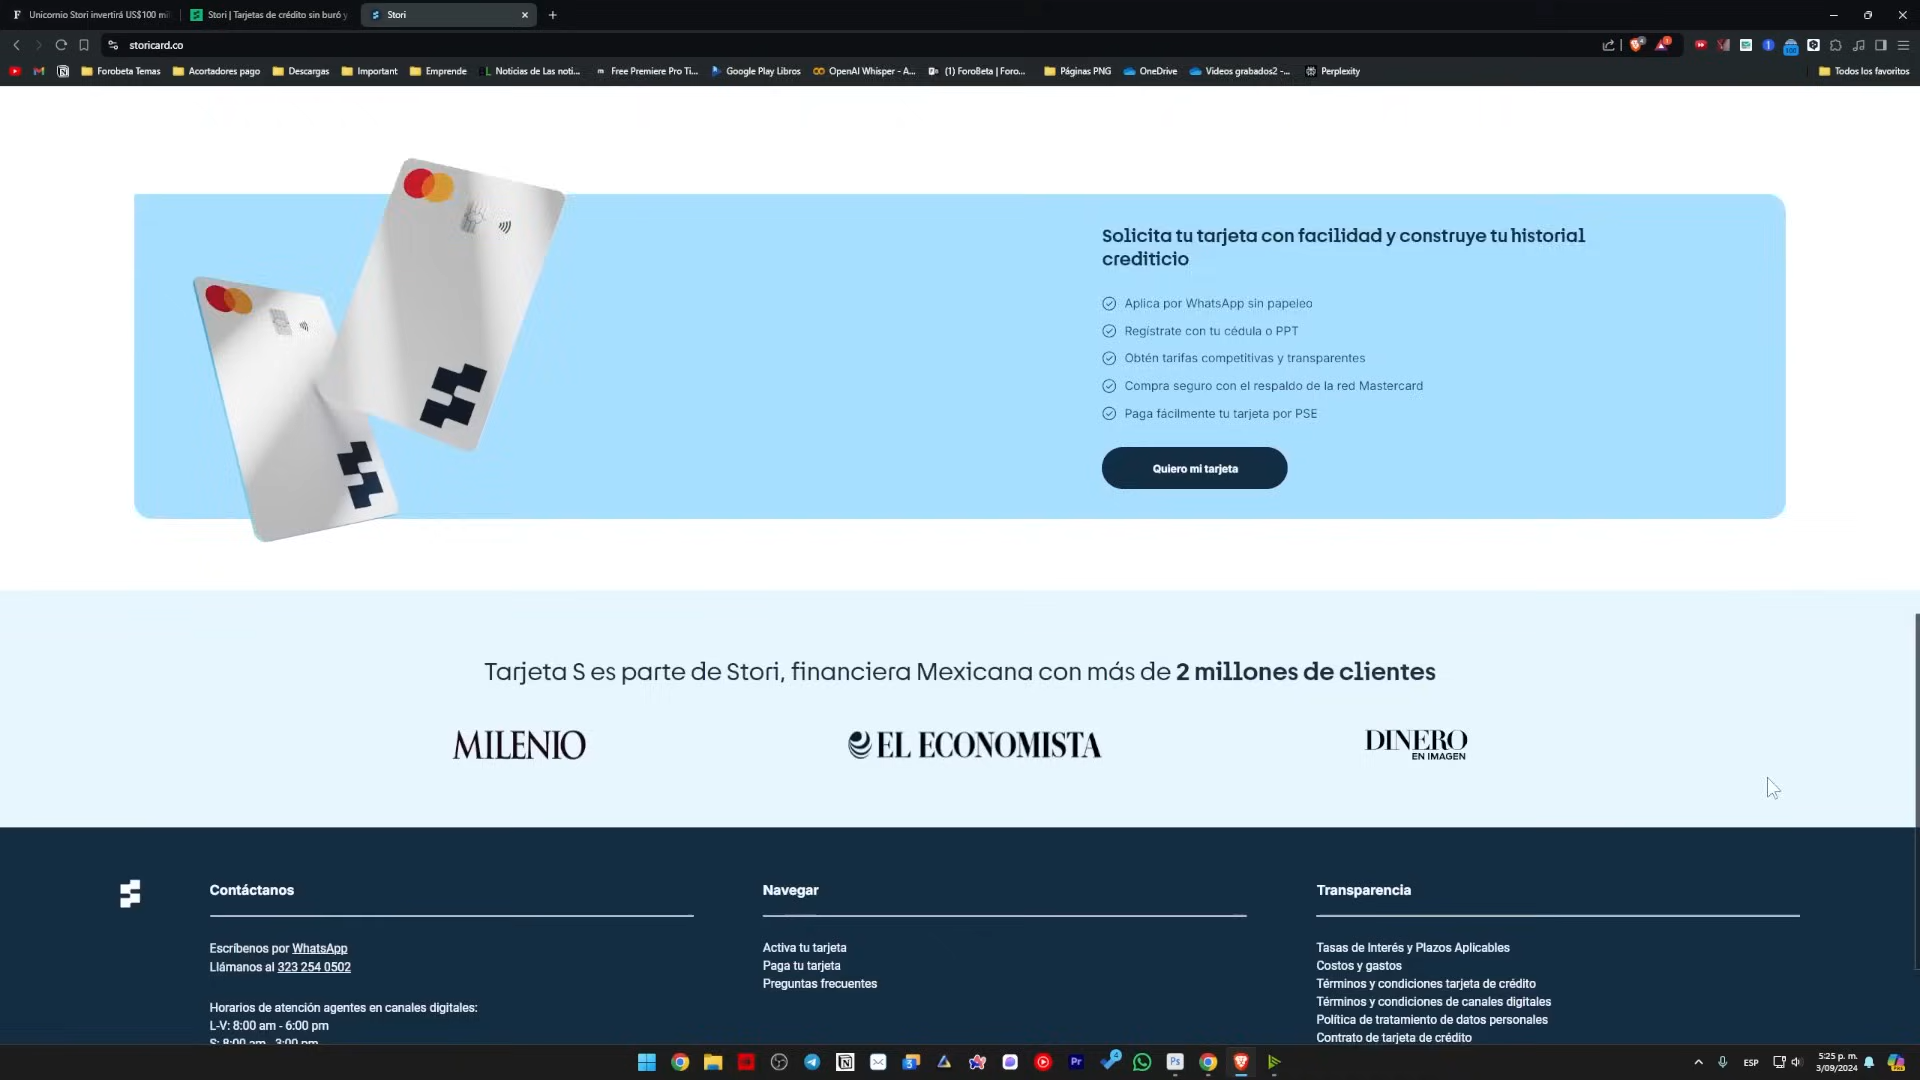 Unicornio Stori invertirá US$100 mi
Stori | Tarjetas de crédito sin buró y
Stori
storicard.co
Forobeta Temas
Acortadores pago
Descargas
Important
Emprende
Noticias de Las noti...
Free Premiere Pro Ti...
Google Play Libros
OpenAI Whisper - A...
(1) ForoBeta | Foro...
Páginas PNG
OneDrive
Videos grabados2 -...
Perplexity
Todos los favoritos
Solicita tu tarjeta con facilidad y construye tu historial
crediticio
Aplica por WhatsApp sin papeleo
Regístrate con tu cédula o PPT
Obtén tarifas competitivas y transparentes
Compra seguro con el respaldo de la red Mastercard
Paga fácilmente tu tarjeta por PSE
Quiero mi tarjeta
Tarjeta S es parte de Stori, financiera Mexicana con más de 2 millones de clientes
MILENIO
EL ECONOMISTA
DINERO
EN IMAGEN
Contáctanos
Escríbenos por WhatsApp
Llámanos al 323 254 0502
Horarios de atención agentes en canales digitales:
L-V: 8:00 am - 6:00 pm
S: 8:00 am - 3:00 pm
Navegar
Activa tu tarjeta
Paga tu tarjeta
Preguntas frecuentes
Transparencia
Tasas de Interés y Plazos Aplicables
Costos y gastos
Términos y condiciones tarjeta de crédito
Términos y condiciones de canales digitales
Política de tratamiento de datos personales
Contrato de tarjeta de crédito
ESP
5:25 p. m.
3/09/2024